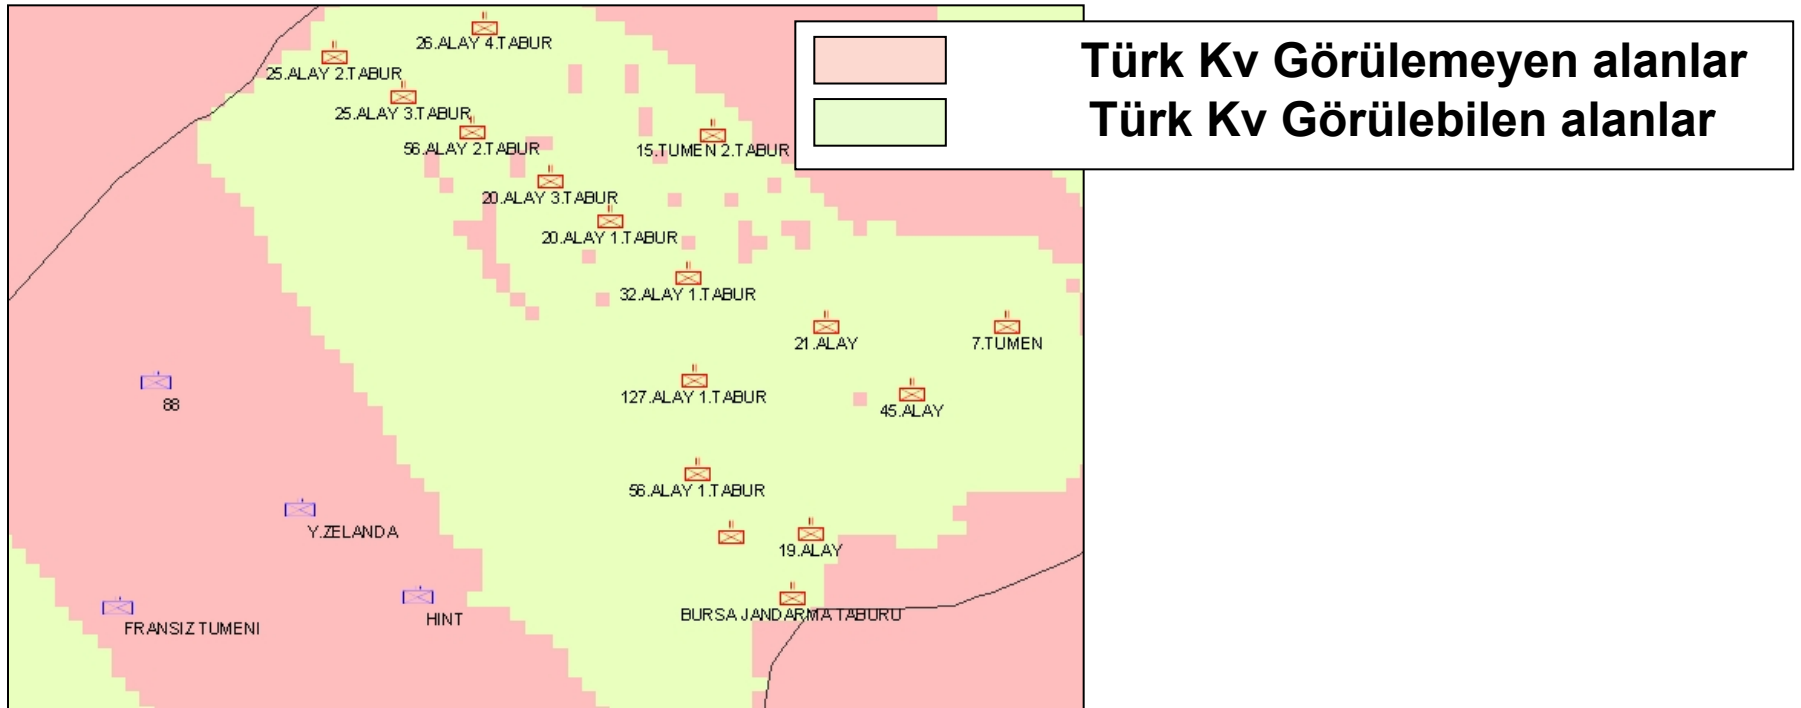 26.ALAY 4.TABUR
25.ALAY 2.TABUR
25.ALAY 3.TABUR
56.ALAY 2.TABUR
15.TUMEN 2.TABUR
20.ALAY 3.TABUR
20.ALAY 1.TABUR
32.ALAY 1.TABUR
21.ALAY
7.TUMEN
127.ALAY 1.TABUR
45.ALAY
88
56.ALAY 1.TABUR
Y.ZELANDA
19.ALAY
HINT
BURSA JANDARMA TABURU
FRANSIZ TUMENI
Türk Kv Görülemeyen alanlar
Türk Kv Görülebilen alanlar